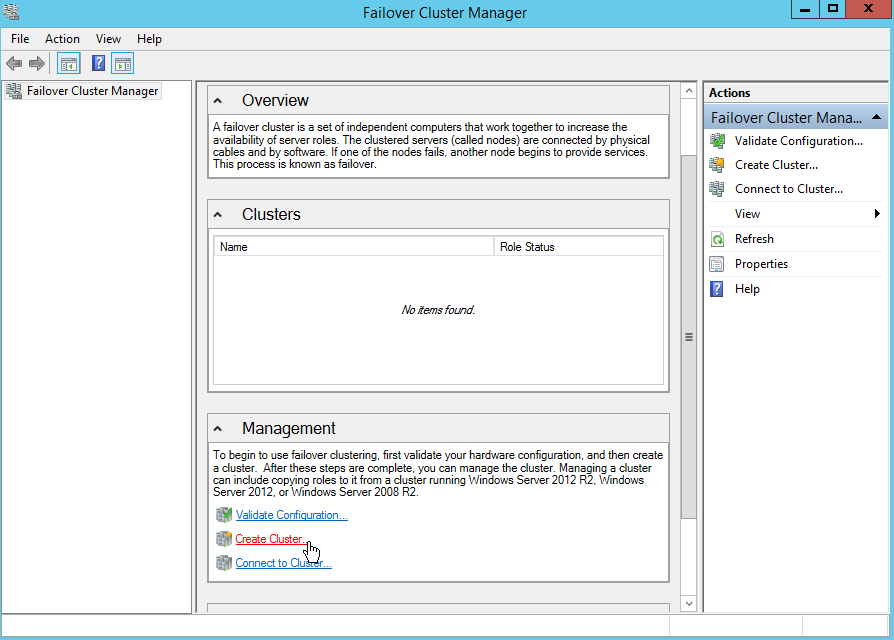 Failover Cluster Manager
File Action View Help
Failover Cluster Manager
Overview
A failover cluster is a set of independent computers that work together to increase the
availability of server roles. The clustered servers (called nodes) are connected by physical
cables and by software. If one of the nodes fails, another node begins to provide services.
This process is known as failover.
Clusters
Name Role Status
No items found.
Management
To begin to use failover clustering, first validate your hardware configuration, and then create
a cluster. After these steps are complete, you can manage the cluster. Managing a cluster
can include copying roles to it from a cluster running Windows Server 2012 R2, Windows
Server 2012, or Windows Server 2008 R2.
Validate Configuration...
Create Cluster...
Connect to Cluster...
Actions
Failover Cluster Mana...
Validate Configuration...
Create Cluster...
Connect to Cluster...
View
Refresh
Properties
Help